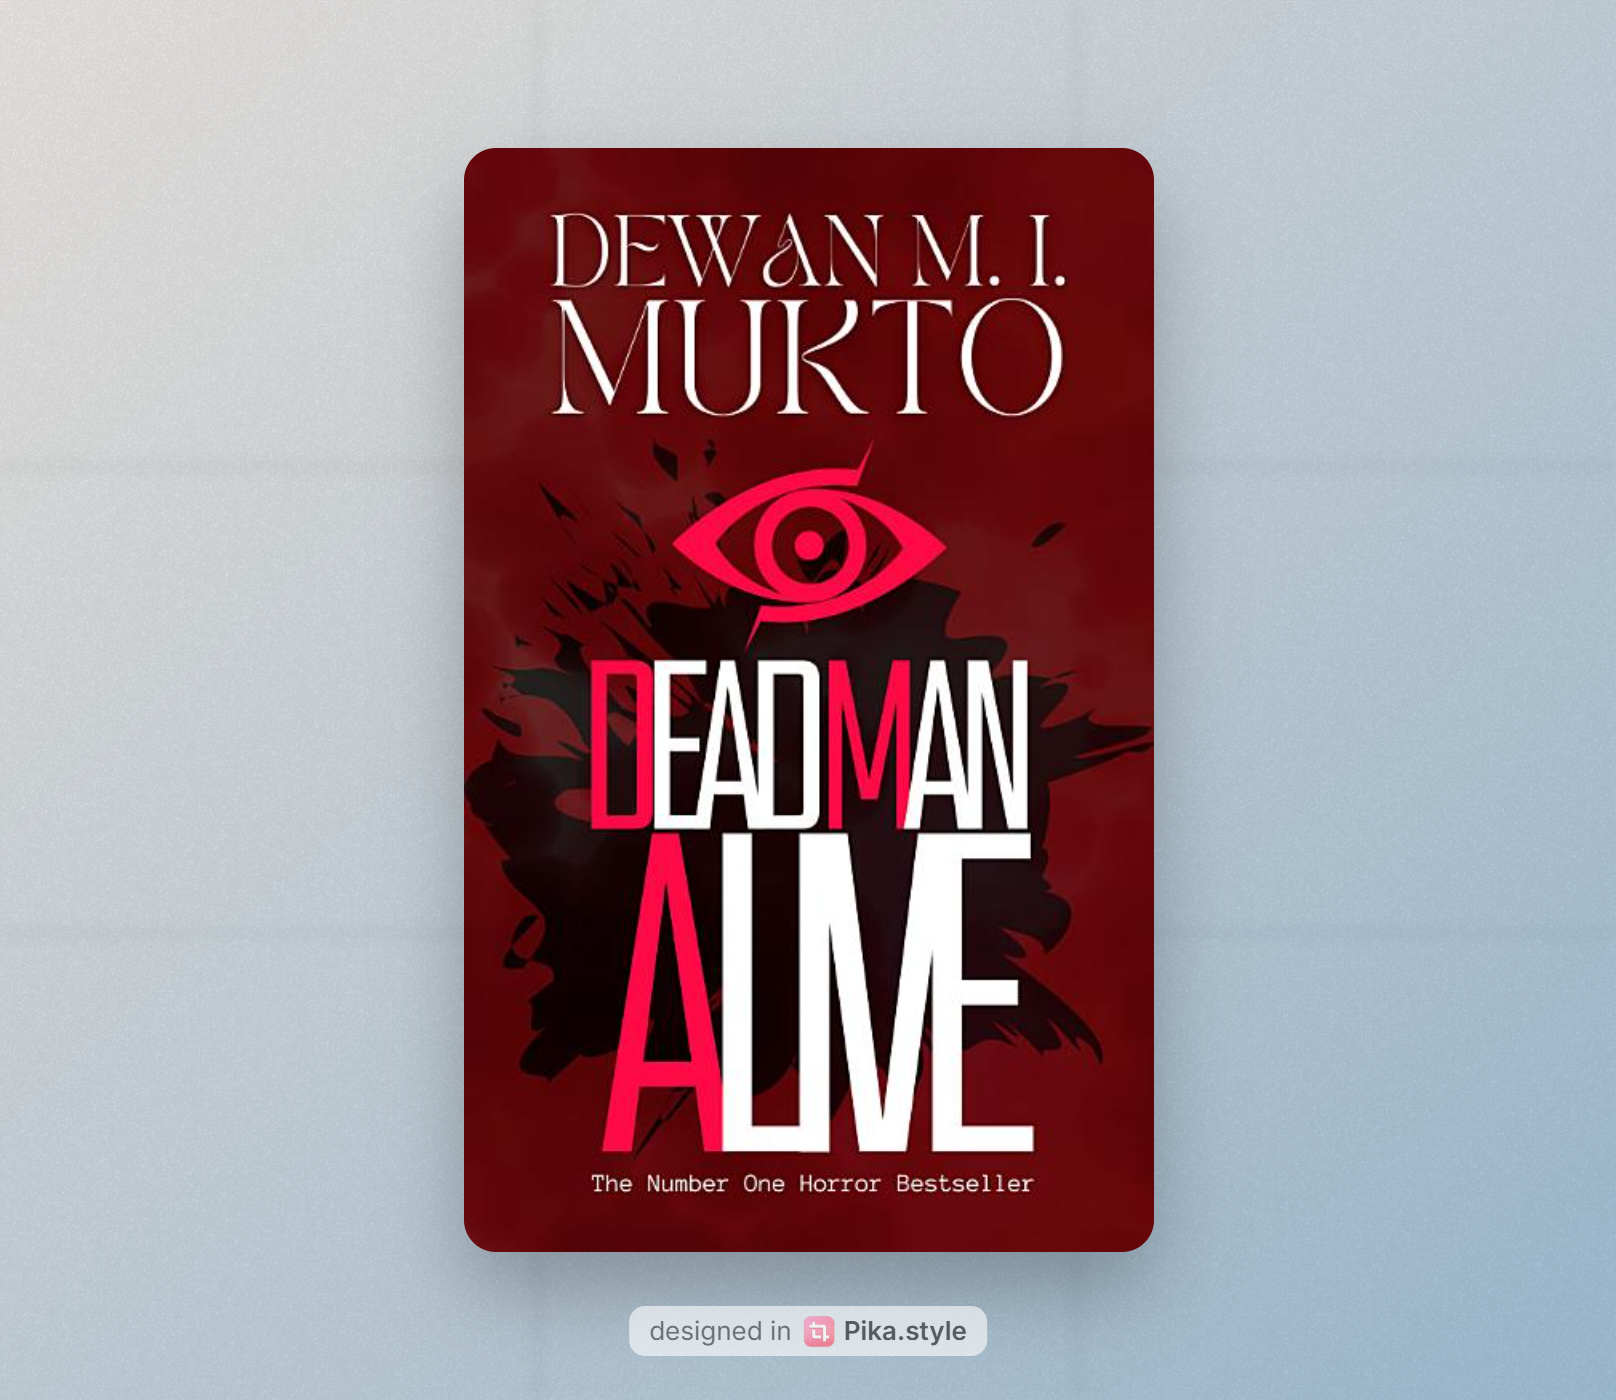 DEWAN M. I.
MUKTO
DEADMAN
ALIVE
The Number One Horror Bestseller
designed in Pika.style